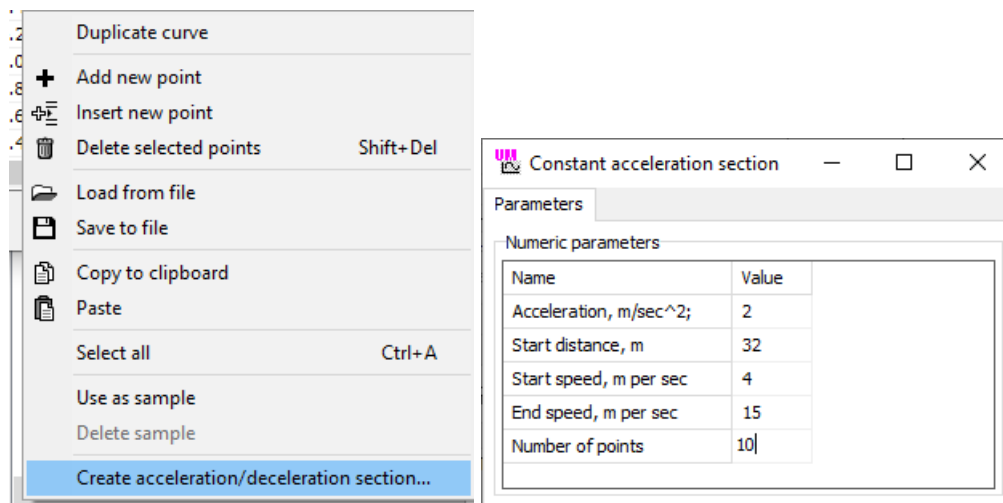 Duplicate curve
Add new point
Insert new point
Delete selected points Shift+Del
Load from file
Save to file
Copy to clipboard
Paste
Select all Ctrl+A
Use as sample
Delete sample
Create acceleration/deceleration section...
UM Constant acceleration section
Parameters
Numeric parameters
Name Value
Acceleration, m/sec^2; 2
Start distance, m 32
Start speed, m per sec 4
End speed, m per sec 15
Number of points 10